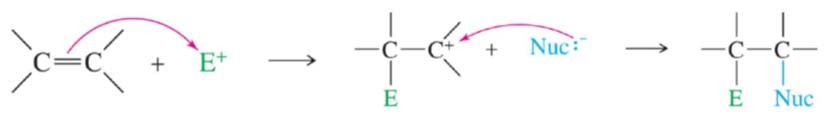 C=C + E⁺ ⟶ —C—C⁺ + Nuc:⁻ ⟶ —C—C—
E E Nuc